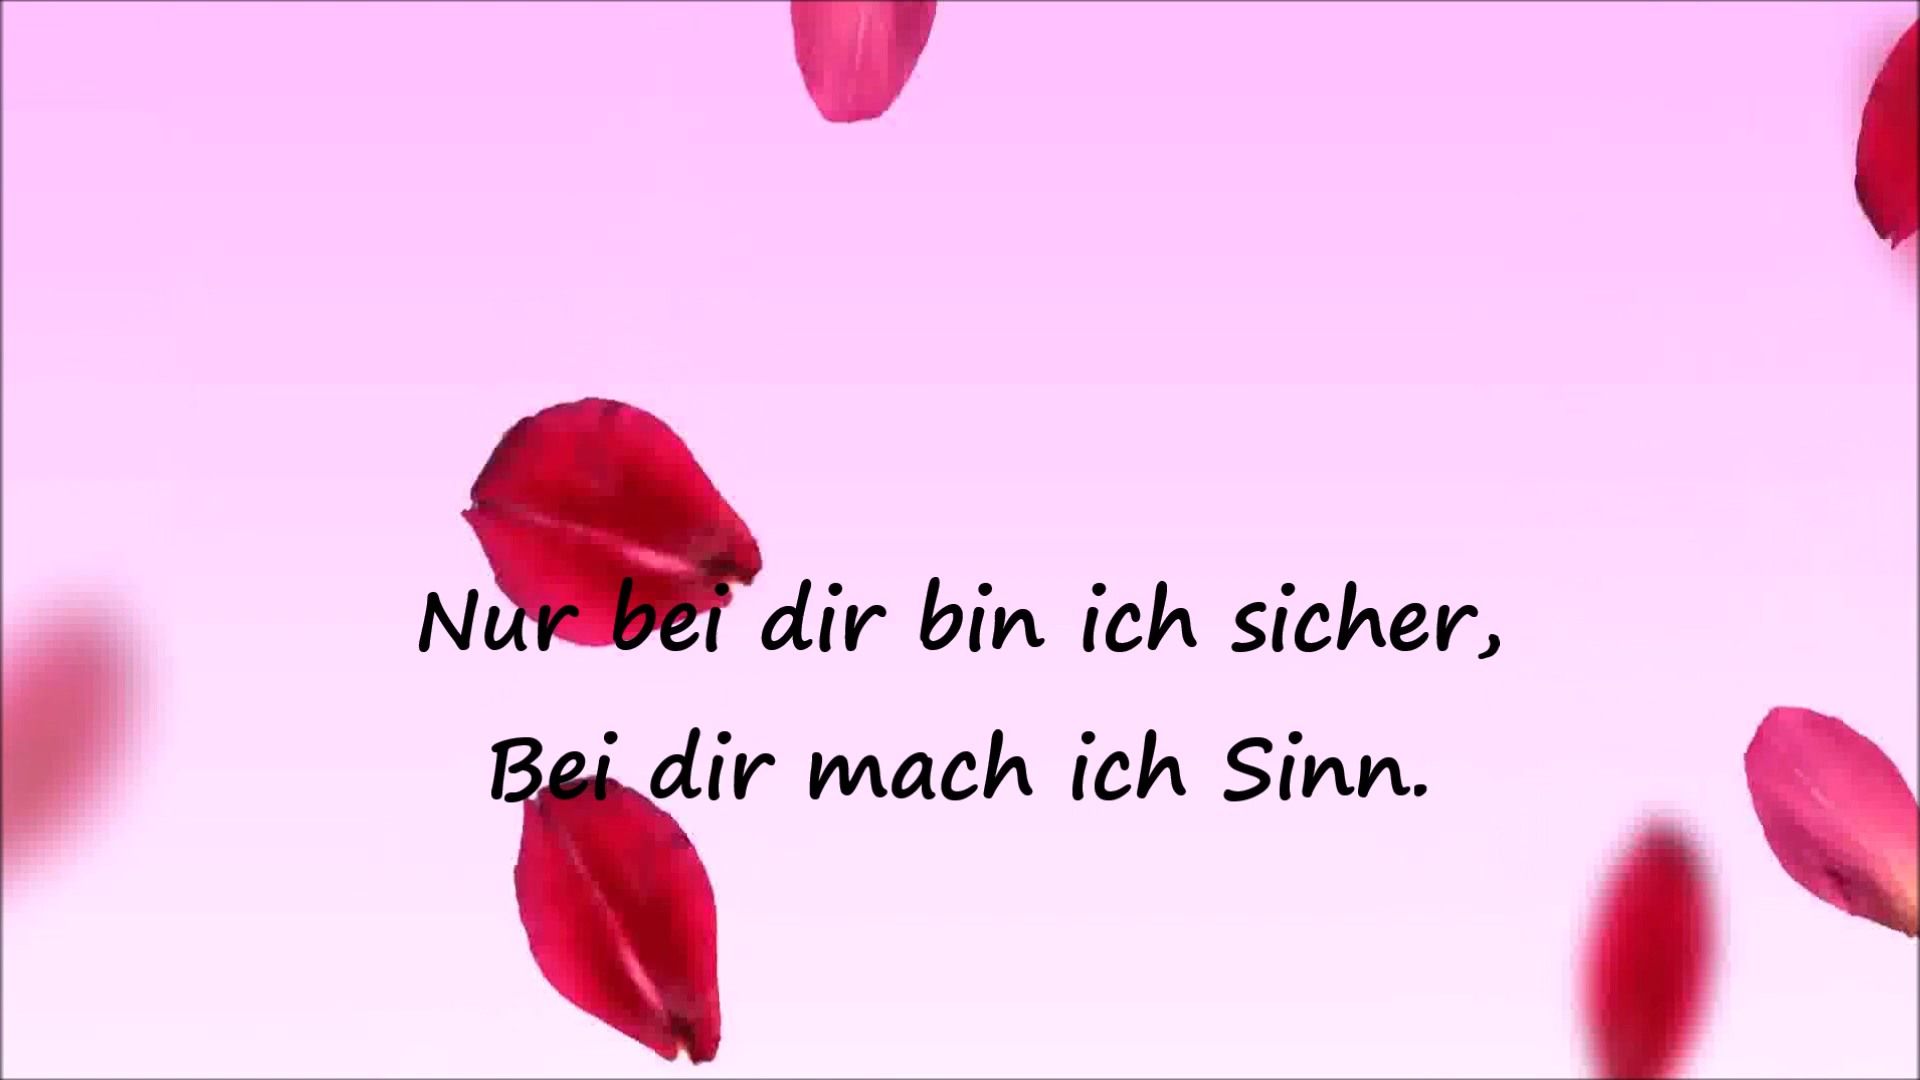 Nur bei dir bin ich sicher,
Bei dir mach ich Sinn.